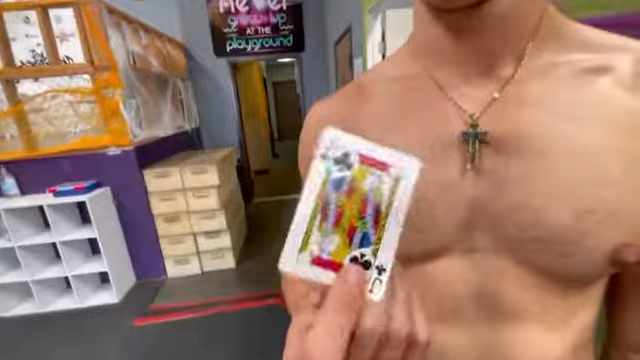 never
grow up
AT THE
playground
J